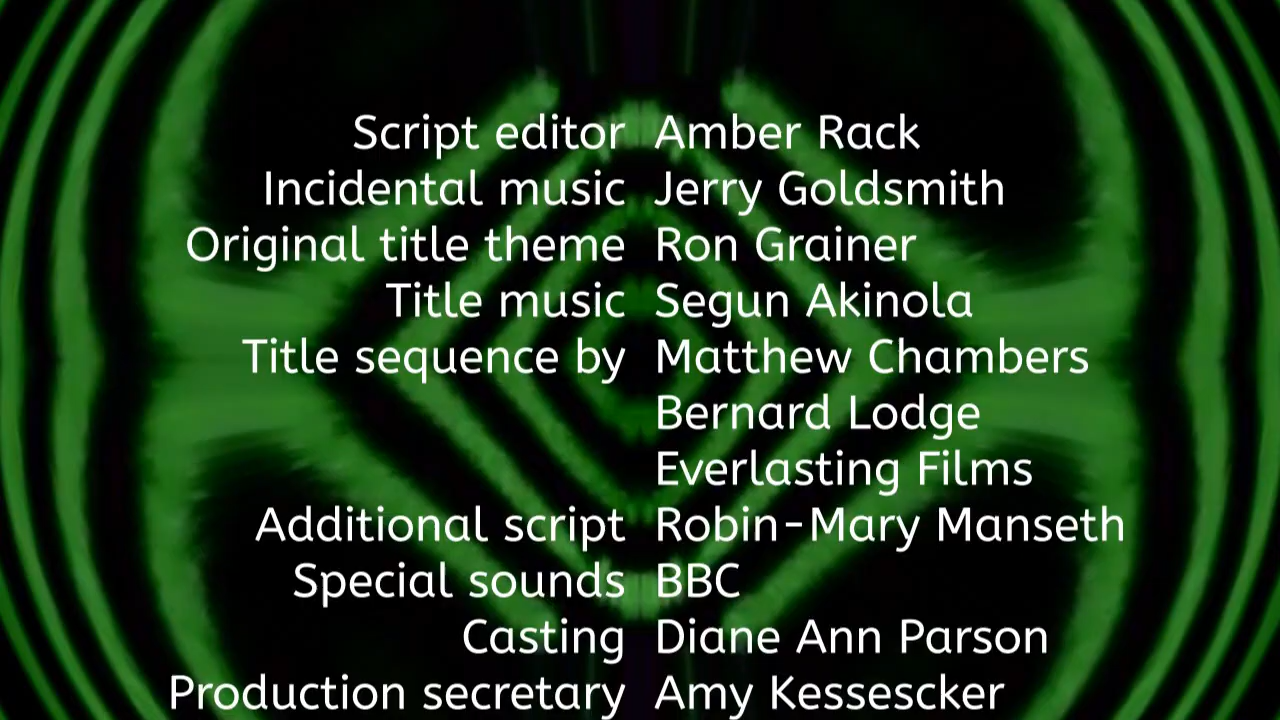 Script editor Amber Rack
Incidental music Jerry Goldsmith
Original title theme Ron Grainer
Title music Segun Akinola
Title sequence by Matthew Chambers
Bernard Lodge
Everlasting Films
Additional script Robin-Mary Manseth
Special sounds BBC
Casting Diane Ann Parson
Production secretary Amy Kessescker